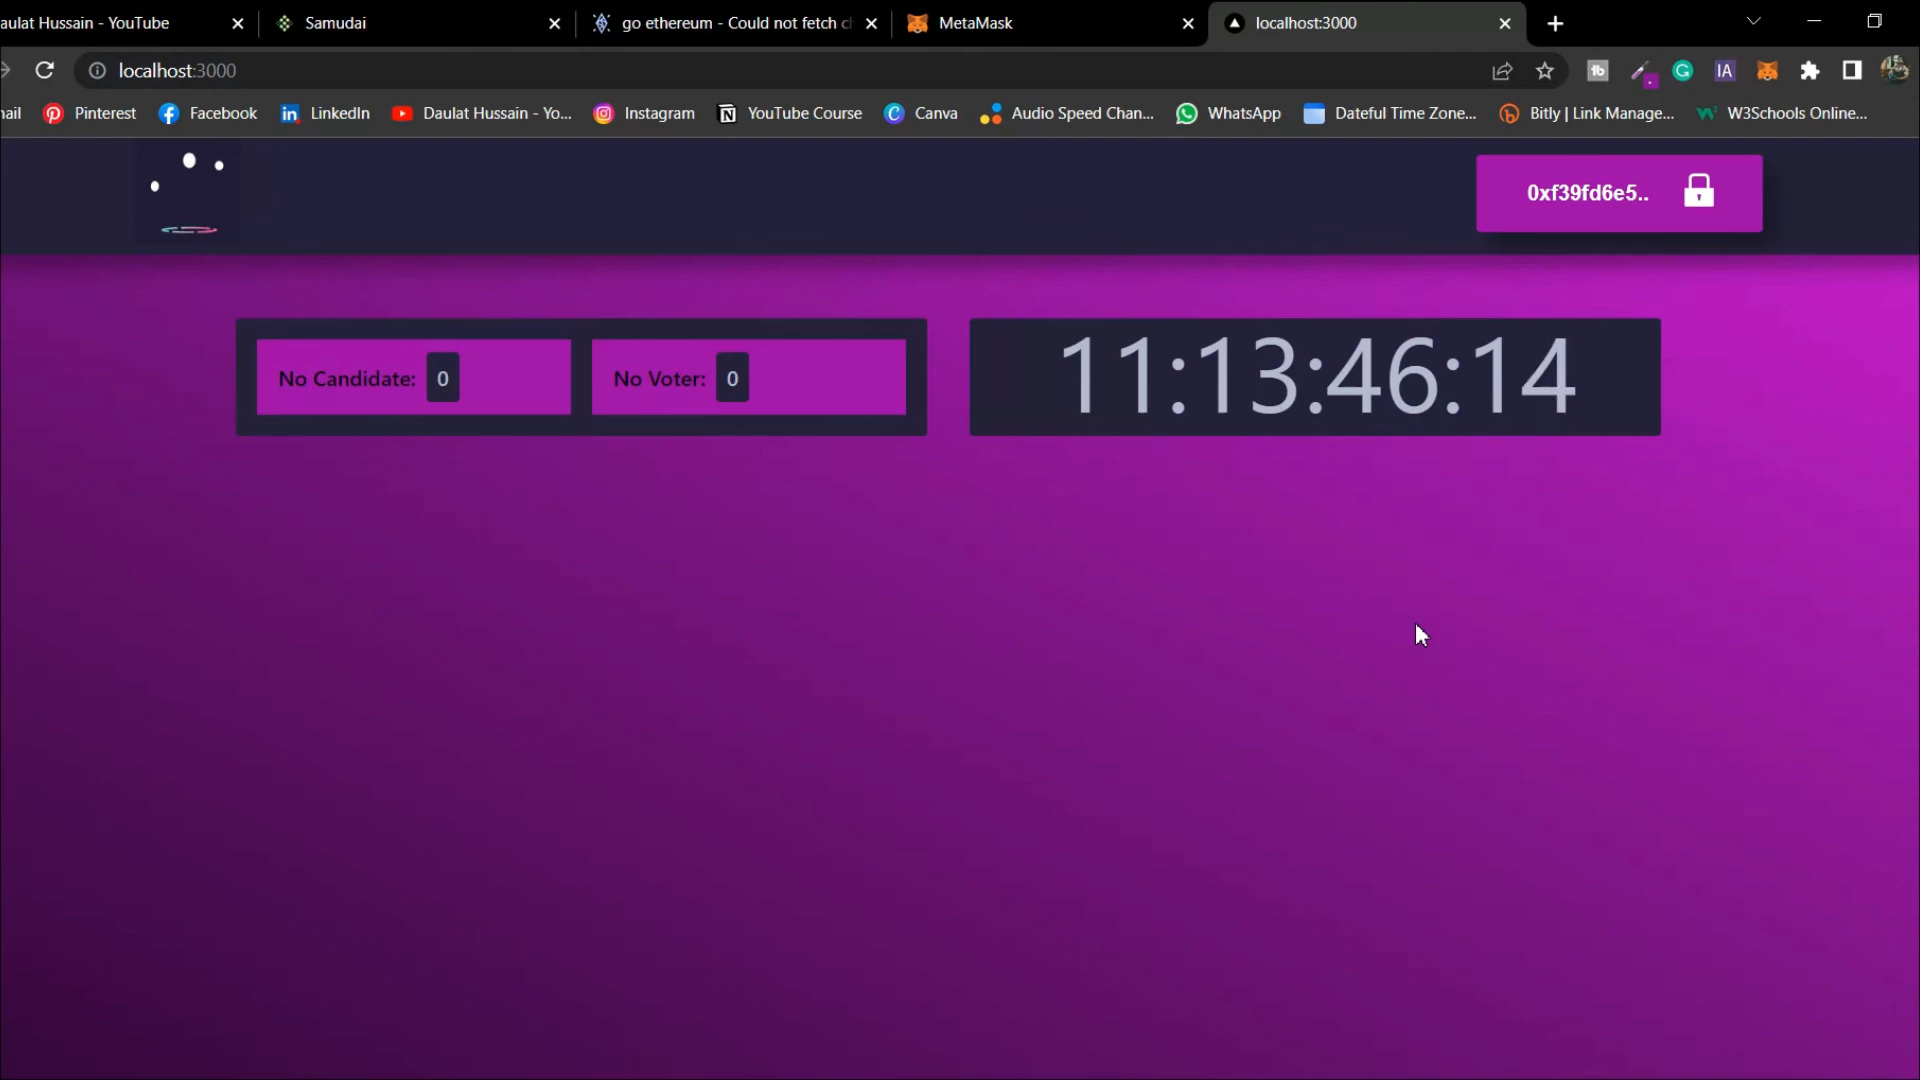 aulat Hussain - YouTube
Samudai
go ethereum - Could not fetch c
MetaMask
localhost:3000
localhost:3000
tb
G
IA
ail
Pinterest
Facebook
LinkedIn
Daulat Hussain - Yo...
Instagram
YouTube Course
Canva
Audio Speed Chan...
WhatsApp
Dateful Time Zone...
Bitly | Link Manage...
W3Schools Online...
0xf39fd6e5..
No Candidate: 0
No Voter: 0
11:13:46:14